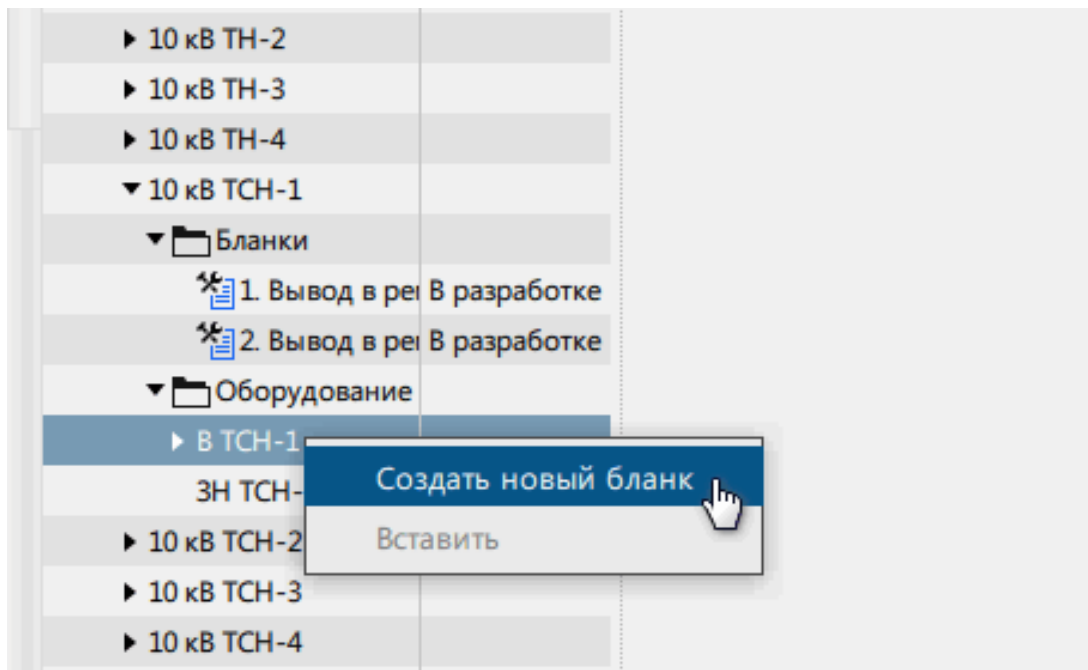 10 кВ ТН-2
10 кВ ТН-3
10 кВ ТН-4
10 кВ ТСН-1
Бланки
1. Вывод в рем В разработке
2. Вывод в рем В разработке
Оборудование
В ТСН-1
Создать новый бланк
ЗН ТСН-
Вставить
10 кВ ТСН-2
10 кВ ТСН-3
10 кВ ТСН-4